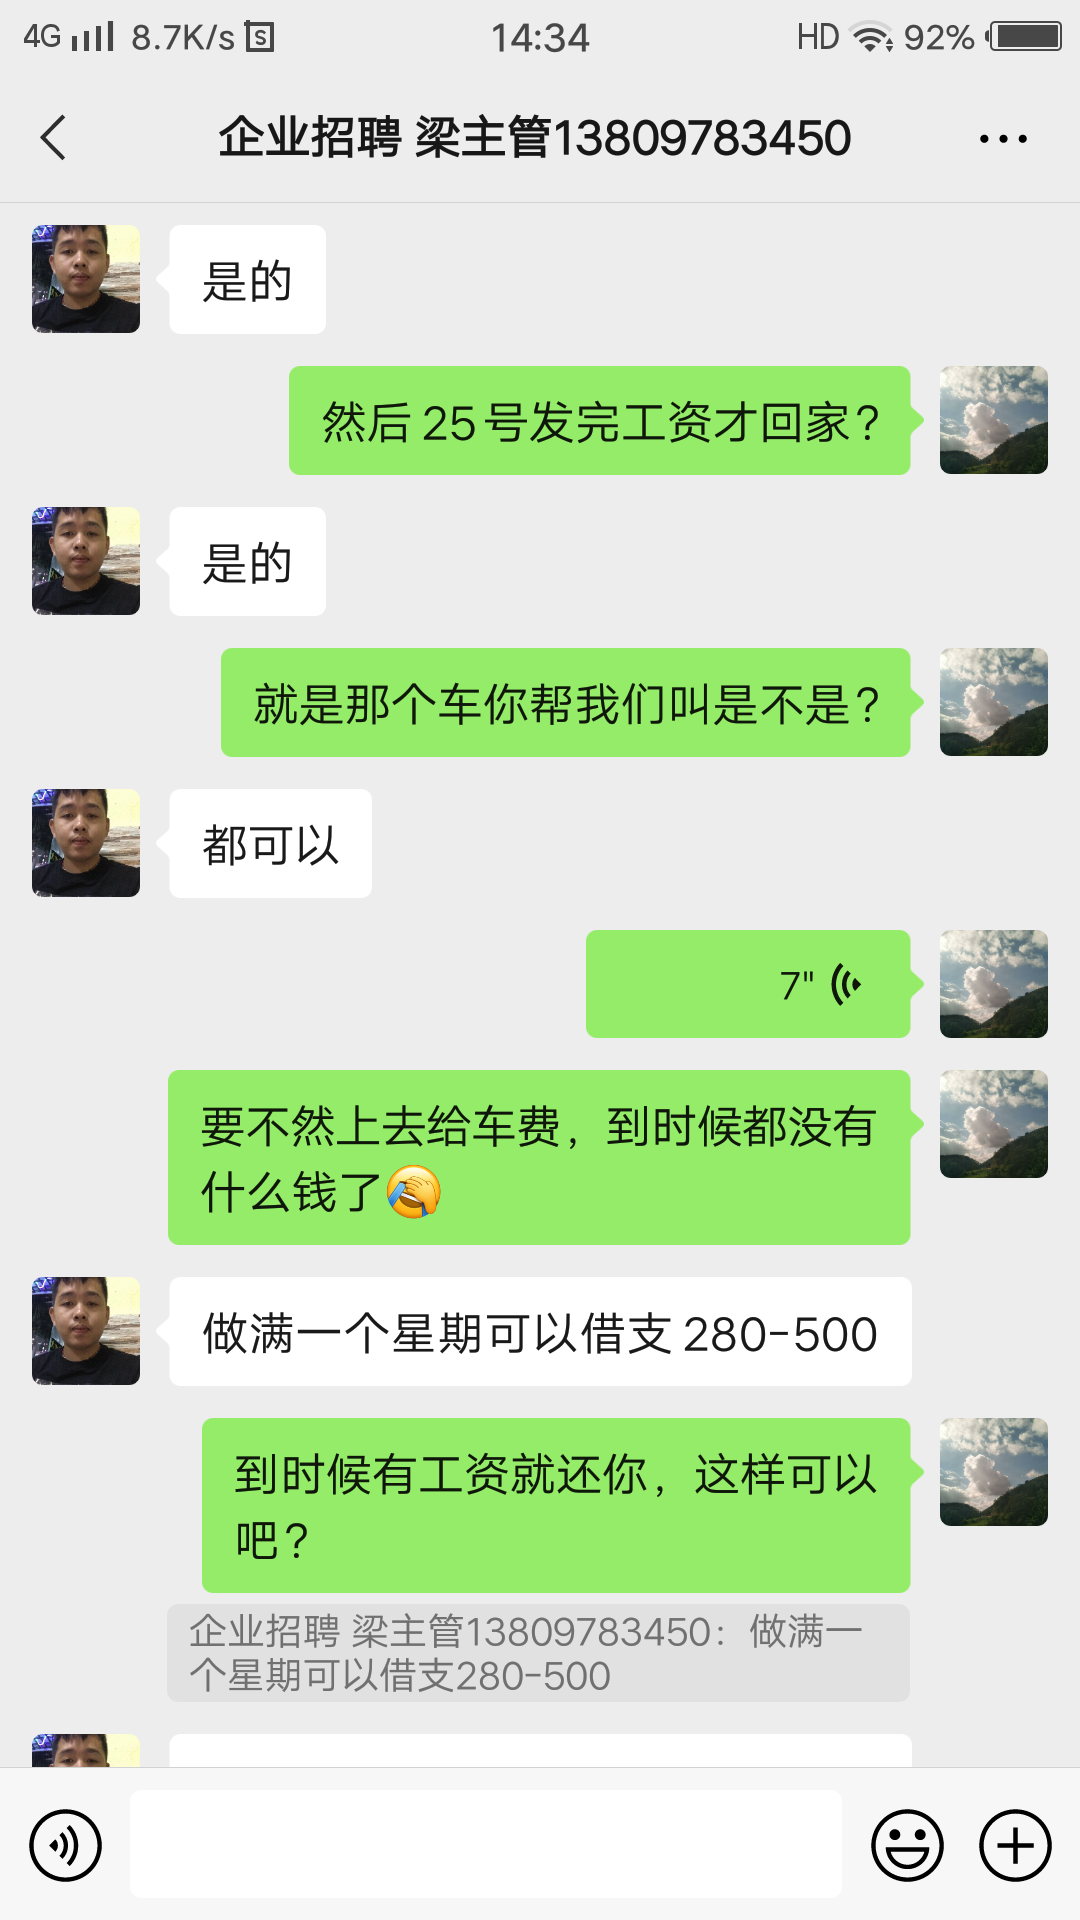 4G 8.7K/s 14:34 HD 92%
企业招聘 梁主管13809783450
是的
然后25号发完工资才回家?
是的
就是那个车你帮我们叫是不是?
都可以
7"
要不然上去给车费，到时候都没有
什么钱了🤣
做满一个星期可以借支280-500
到时候有工资就还你，这样可以
吧?
企业招聘 梁主管13809783450：做满一
个星期可以借支280-500